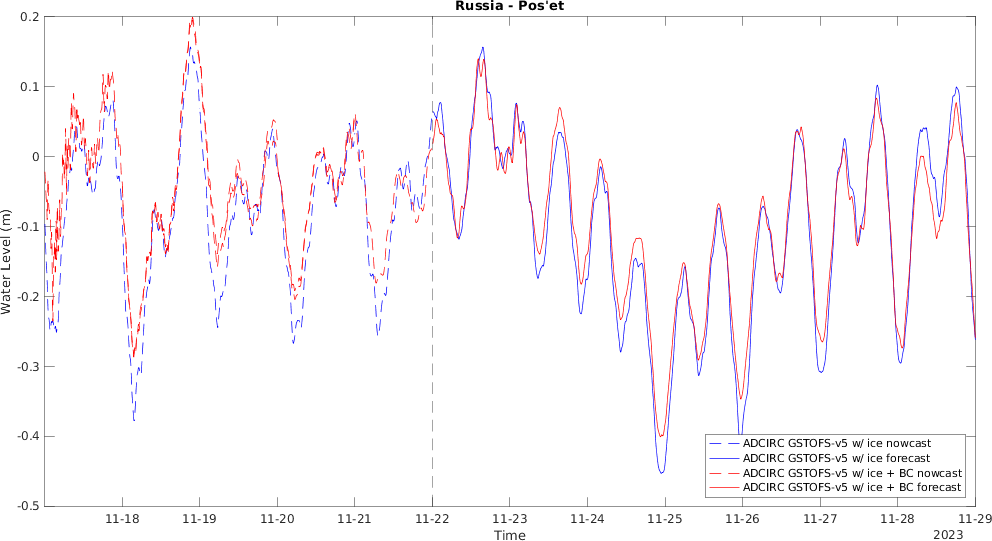 Russia - Pos'et
0.2
0.1
0
-0.1
-0.2
-0.3
-0.4
-0.5
Water Level (m)
ADCIRC GSTOFS-v5 w/ ice nowcast
ADCIRC GSTOFS-v5 w/ ice forecast
ADCIRC GSTOFS-v5 w/ ice + BC nowcast
ADCIRC GSTOFS-v5 w/ ice + BC forecast
11-18 11-19 11-20 11-21 11-22 11-23 11-24 11-25 11-26 11-27 11-28 11-29
Time
2023